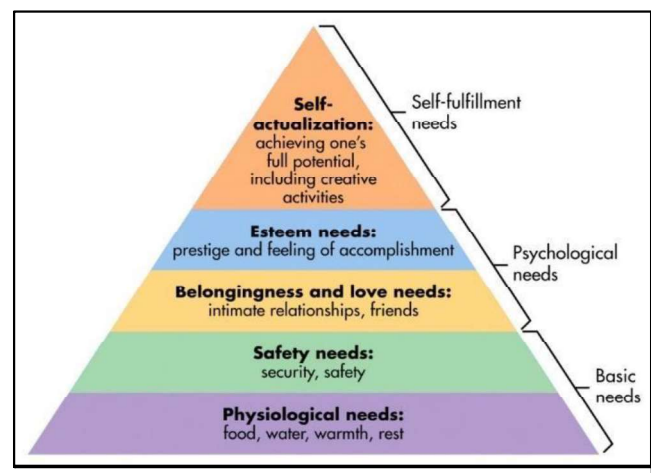 Self-
actualization:
achieving one's
full potential,
including creative
activities
Self-fulfillment
needs
Esteem needs:
prestige and feeling of accomplishment
Psychological
needs
Belongingness and love needs:
intimate relationships, friends
Safety needs:
security, safety
Basic
needs
Physiological needs:
food, water, warmth, rest